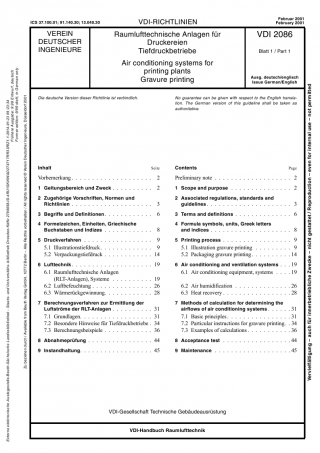 ICS 37.100.01; 91.140.30; 13.040.20
VDI-RICHTLINIEN
Februar 2001
February 2001
VEREIN
DEUTSCHER
INGENIEURE
Raumlufttechnische Anlagen für
Druckereien
Tiefdruckbetriebe
Air conditioning systems for
printing plants
Gravure printing
VDI 2086
Blatt 1 / Part 1
Ausg. deutsch/englisch
Issue German/English
Die deutsche Version dieser Richtlinie ist verbindlich.
No guarantee can be given with respect to the English transla-
tion. The German version of this guideline shall be taken as
authoritative.
Inhalt Seite
Vorbemerkung 2
1 Geltungsbereich und Zweck 2
2 Zugehörige Vorschriften, Normen und
Richtlinien 3
3 Begriffe und Definitionen 6
4 Formelzeichen, Einheiten, Griechische
Buchstaben und Indizes 8
5 Druckverfahren 9
5.1 Illustrationstiefdruck 9
5.2 Verpackungstiefdruck 14
6 Lufttechnik 19
6.1 Raumlufttechnische Anlagen
(RLT-Anlagen), Systeme 19
6.2 Luftbefeuchtung 26
6.3 Wärmerückgewinnung 28
7 Berechnungsverfahren zur Ermittlung der
Luftströme der RLT-Anlagen 31
7.1 Grundlagen 31
7.2 Besondere Hinweise für Tiefdruckbetriebe 34
7.3 Berechnungsbeispiele 36
8 Abnahmeprüfung 44
9 Instandhaltung 45
Contents Page
Preliminary note 2
1 Scope and purpose 2
2 Associated regulations, standards and
guidelines 3
3 Terms and definitions 6
4 Formula symbols, units, Greek letters
and indices 8
5 Printing process 9
5.1 Illustration gravure printing 9
5.2 Packaging gravure printing 14
6 Air conditioning and ventilation systems 19
6.1 Air conditioning equipment, systems 19
6.2 Air humidification 26
6.3 Heat recovery 28
7 Methods of calculation for determining the
airflows of air conditioning systems 31
7.1 Basic principles 31
7.2 Particular instructions for gravure printing 34
7.3 Examples of calculations 36
8 Acceptance test 44
9 Maintenance 45
VDI-Gesellschaft Technische Gebäudeausrüstung
VDI-Handbuch Raumlufttechnik
Vervielfältigung – auch für innerbetriebliche Zwecke – nicht gestattet / Reproduction – even for internal use – not permitted